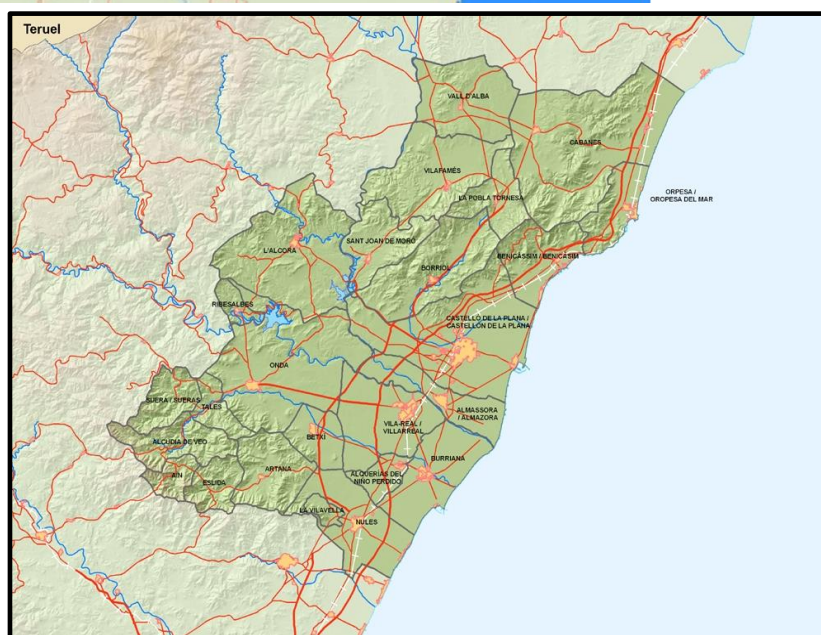 Teruel
VALL D'ALBA
CABANES
VILAFAMÉS
LA POBLA TORNESA
ORPESA /
OROPESA DEL MAR
SANT JOAN DE MORÓ
L'ALCORA
BENICÀSSIM / BENICASIM
BORRIOL
RIBESALBES
CASTELLÓ DE LA PLANA /
CASTELLÓN DE LA PLANA
ONDA
SUERA / SUERAS
TALES
ALMASSORA
/ ALMAZORA
VILA-REAL /
VILLARREAL
BETXÍ
ALCUDIA DE VEO
BURRIANA
ARTANA
ALQUERÍAS DEL
NIÑO PERDIDO
AÍN
ESLIDA
LA VILAVELLA
NULES